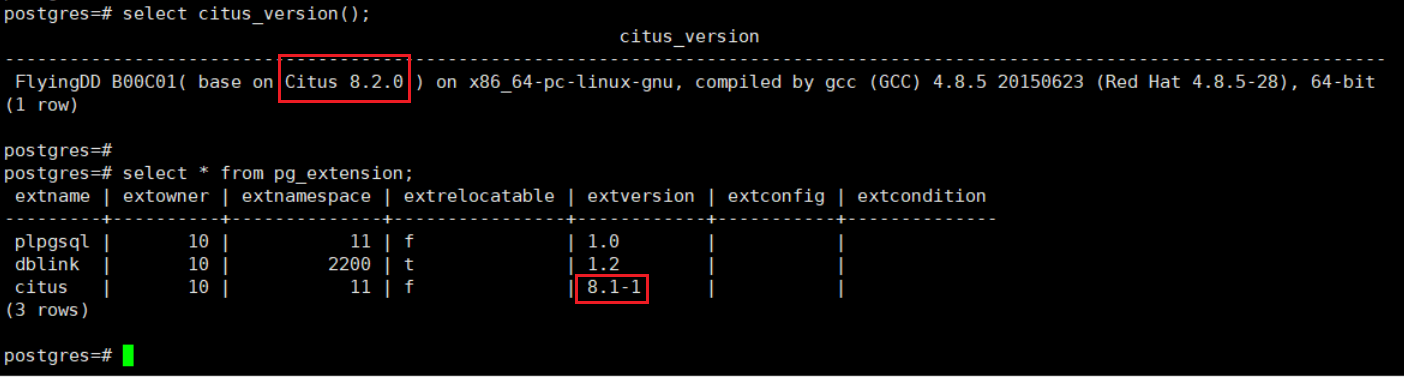 postgres=# select citus_version();
citus_version
---------------------------------------------------------------------------------------------------------------------------------
FlyingDD B00C01( base on Citus 8.2.0 ) on x86_64-pc-linux-gnu, compiled by gcc (GCC) 4.8.5 20150623 (Red Hat 4.8.5-28), 64-bit
(1 row)
postgres=#
postgres=# select * from pg_extension;
extname | extowner | extnamespace | extrelocatable | extversion | extconfig | extcondition
---------+----------+--------------+----------------+------------+-----------+--------------
plpgsql | 10 | 11 | f | 1.0 | |
dblink | 10 | 2200 | t | 1.2 | |
citus | 10 | 11 | f | 8.1-1 | |
(3 rows)
postgres=#